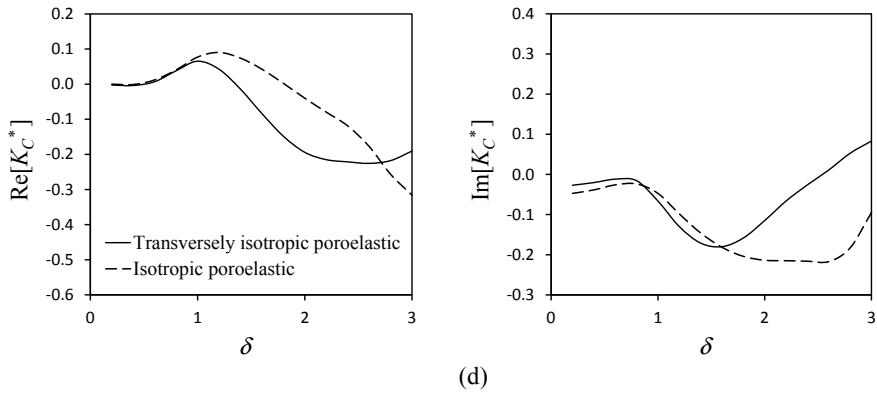 0.2
0.1
0.0
-0.1
-0.2
-0.3
-0.4
-0.5
-0.6
Re[K_C^*]
Transversely isotropic poroelastic
Isotropic poroelastic
0 1 2 3
δ
0.4
0.3
0.2
0.1
0.0
-0.1
-0.2
-0.3
Im[K_C^*]
0 1 2 3
δ
(d)